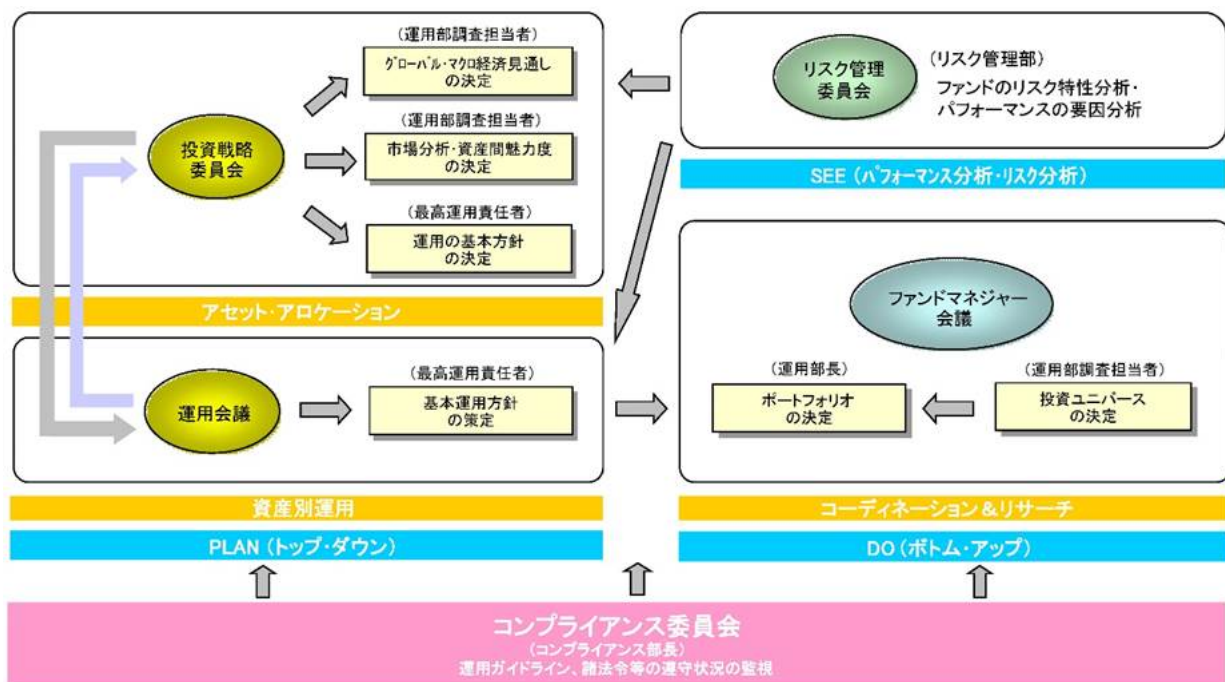 (運用部調査担当者)
グローバル・マクロ経済見通し
の決定
投資戦略
委員会
(運用部調査担当者)
市場分析・資産間魅力度
の決定
(最高運用責任者)
運用の基本方針
の決定
アセット・アロケーション
リスク管理
委員会
(リスク管理部)
ファンドのリスク特性分析・
パフォーマンスの要因分析
SEE (パフォーマンス分析・リスク分析)
運用会議
(最高運用責任者)
基本運用方針
の策定
資産別運用
PLAN (トップ・ダウン)
ファンドマネジャー
会議
(運用部長)
ポートフォリオ
の決定
(運用部調査担当者)
投資ユニバース
の決定
コーディネーション&リサーチ
DO (ボトム・アップ)
コンプライアンス委員会
(コンプライアンス部長)
運用ガイドライン、諸法令等の遵守状況の監視